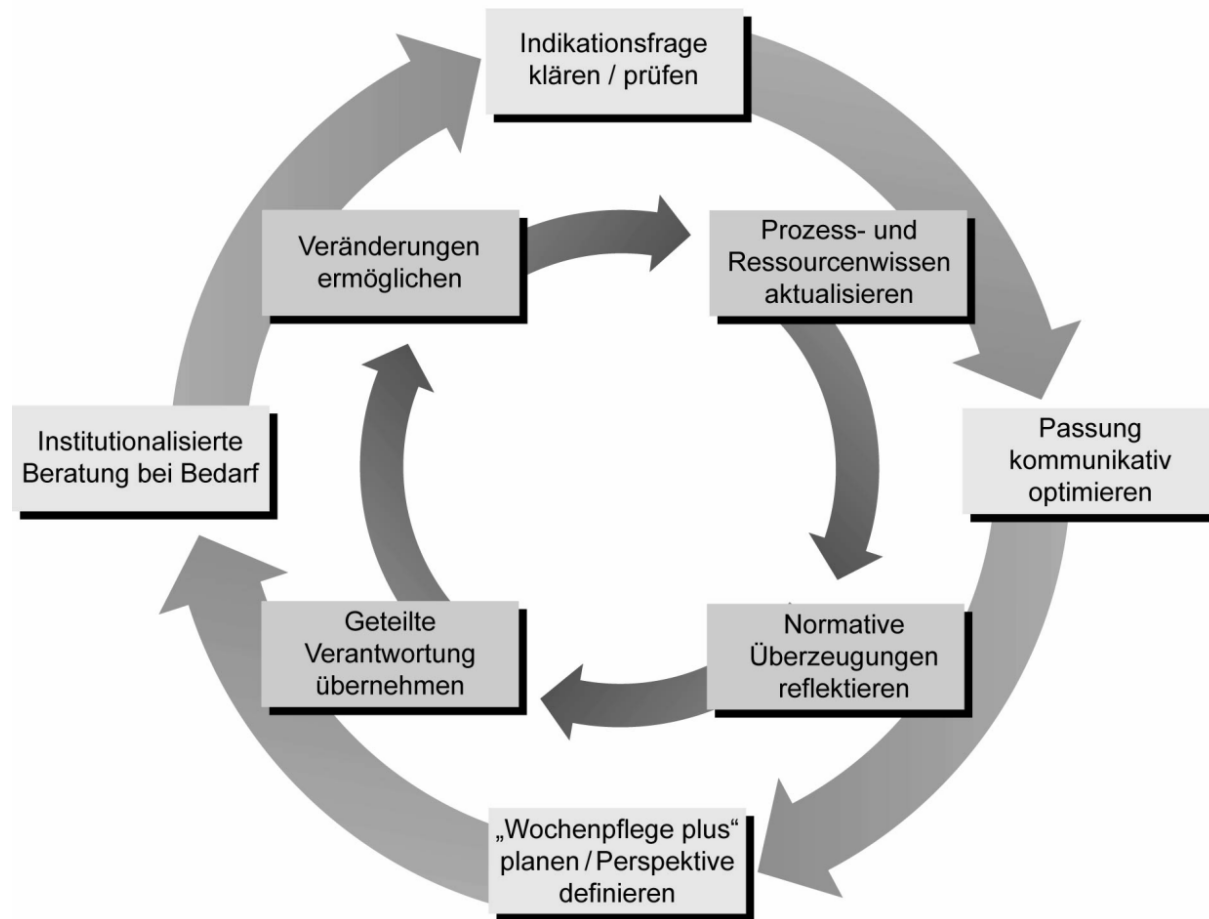 Indikationsfrage
klären / prüfen
Veränderungen
ermöglichen
Prozess- und
Ressourcenwissen
aktualisieren
Institutionalisierte
Beratung bei Bedarf
Passung
kommunikativ
optimieren
Geteilte
Verantwortung
übernehmen
Normative
Überzeugungen
reflektieren
„Wochenpflege plus“
planen / Perspektive
definieren